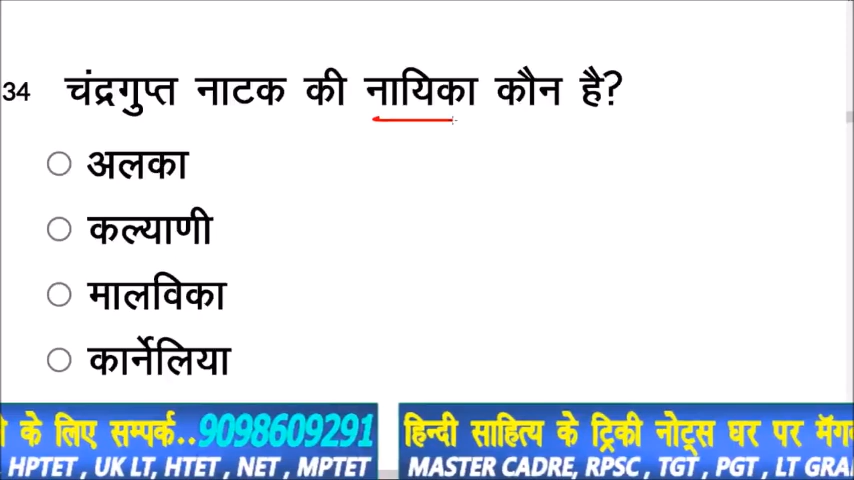 34 चंद्रगुप्त नाटक की नायिका कौन है?
अलका
कल्याणी
मालविका
कार्नेलिया
के लिए सम्पर्क..9098609291
हिन्दी साहित्य के ट्रिकी नोट्स घर पर
HPTET , UK LT, HTET , NET , MPTET
MASTER CADRE, RPSC , TGT , PGT , LT